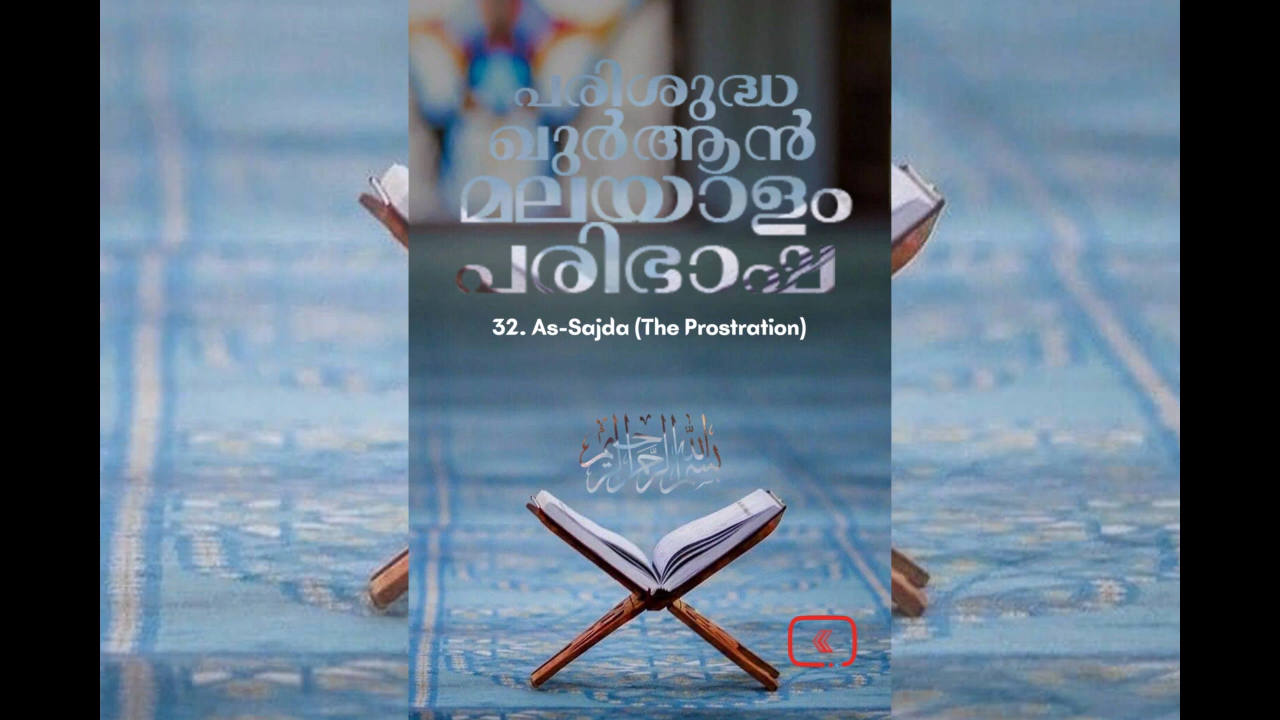 പരിശുദ്ധ
ഖുർആൻ
മലയാളം
പരിഭാഷ
32. As-Sajda (The Prostration)
بسم الله الرحمن الرحيم